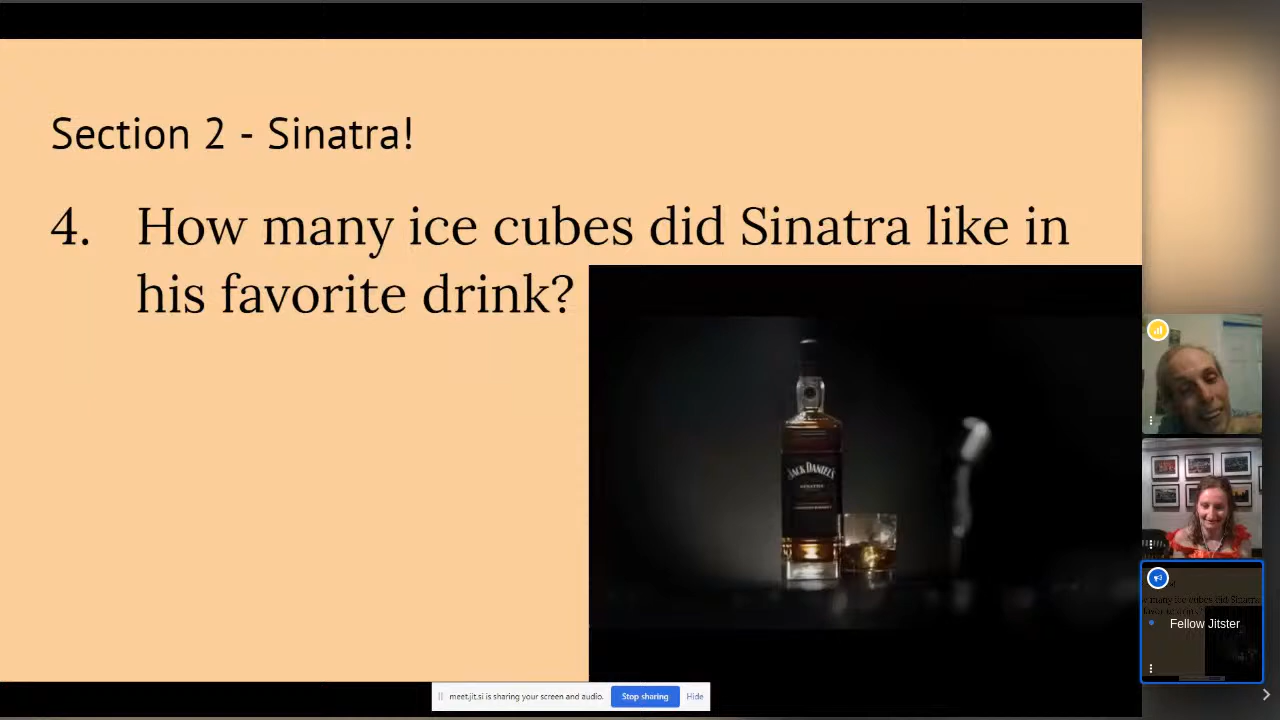 Section 2 - Sinatra!
4. How many ice cubes did Sinatra like in
his favorite drink?
JACK DANIEL'S
Fellow Jitster
meet.jit.si is sharing your screen and audio.
Stop sharing
Hide